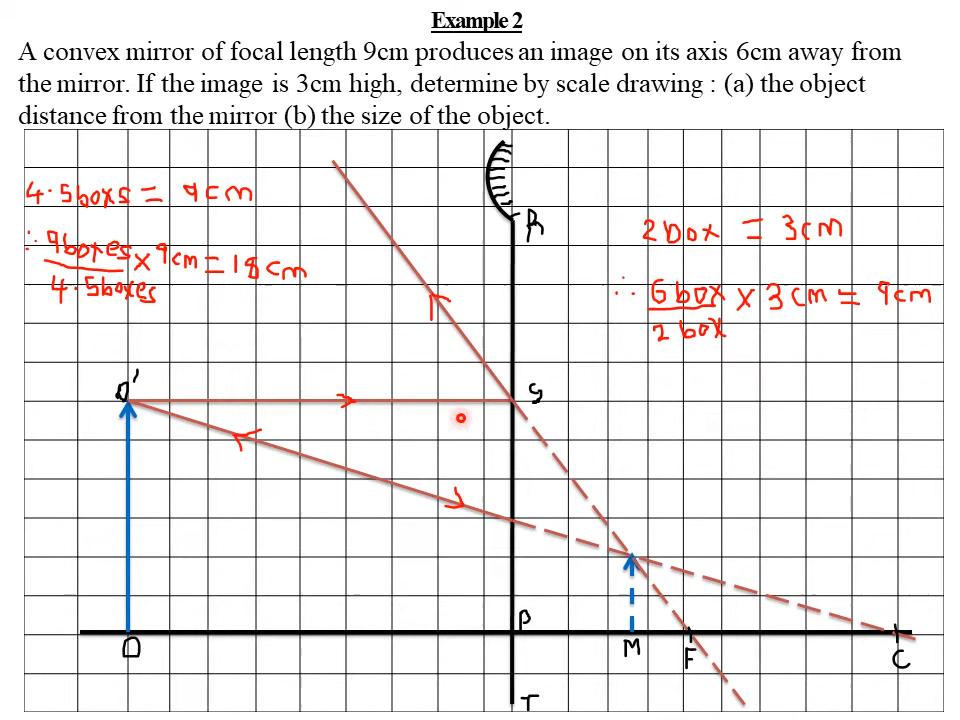 Example 2
A convex mirror of focal length 9cm produces an image on its axis 6cm away from
the mirror. If the image is 3cm high, determine by scale drawing : (a) the object
distance from the mirror (b) the size of the object.
4.5boxs = 9cm
∴ 9boxes/4.5boxes × 9cm = 18cm
R
2box = 3cm
∴ 6box/2box × 3cm = 9cm
O'
S
P
O
M
F
C
T